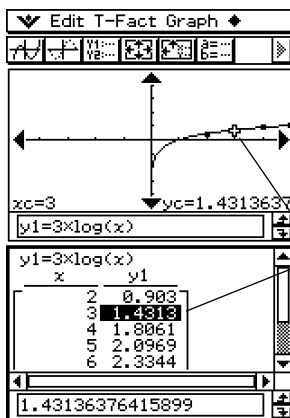 Edit T-Fact Graph
xc=3 yc=1.4313637
y1=3×log(x)
y1=3×log(x)
x y1
2 0.903
3 1.4313
4 1.8061
5 2.0969
6 2.3344
1.43136376415899